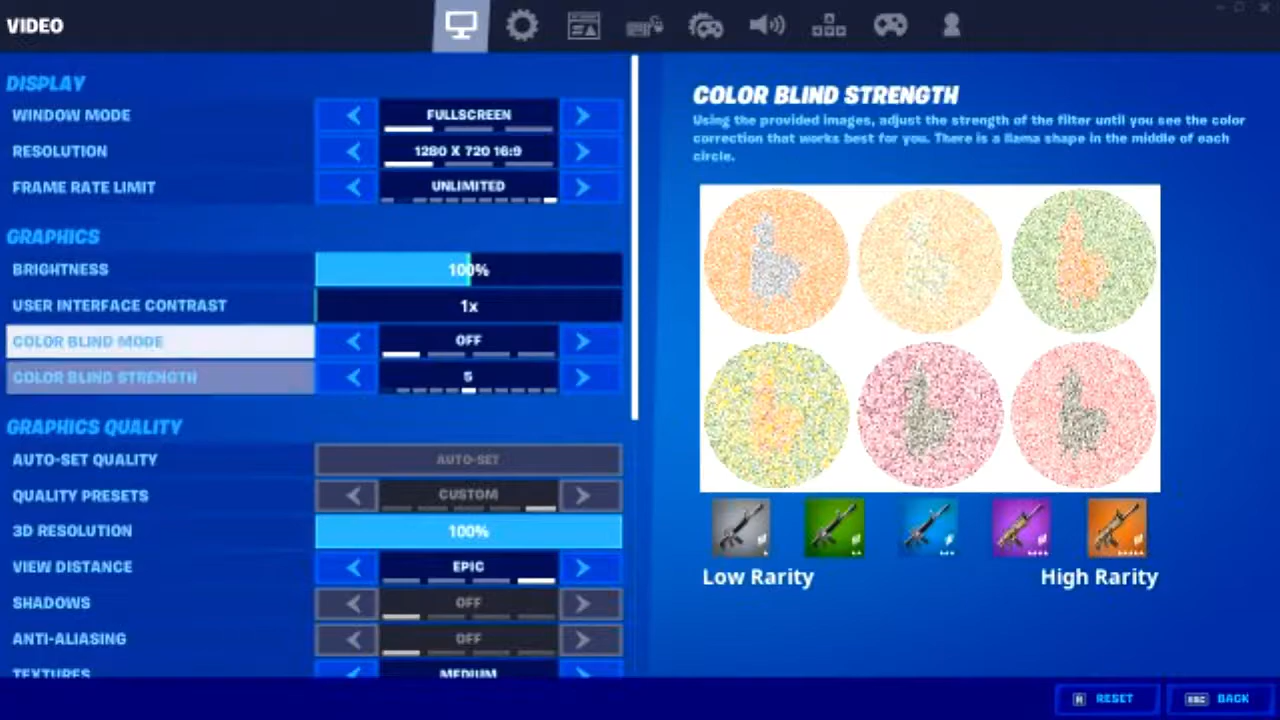 VIDEO
DISPLAY
WINDOW MODE
FULLSCREEN
RESOLUTION
1280 X 720 16:9
FRAME RATE LIMIT
UNLIMITED
GRAPHICS
BRIGHTNESS
100%
USER INTERFACE CONTRAST
1x
COLOR BLIND MODE
OFF
COLOR BLIND STRENGTH
5
GRAPHICS QUALITY
AUTO-SET QUALITY
AUTO-SET
QUALITY PRESETS
CUSTOM
3D RESOLUTION
100%
VIEW DISTANCE
EPIC
SHADOWS
OFF
ANTI-ALIASING
OFF
TEXTURES
MEDIUM
COLOR BLIND STRENGTH
Using the provided images, adjust the strength of the filter until you see the color
correction that works best for you. There is a llama shape in the middle of each
circle.
Low Rarity
High Rarity
RESET
ESC BACK